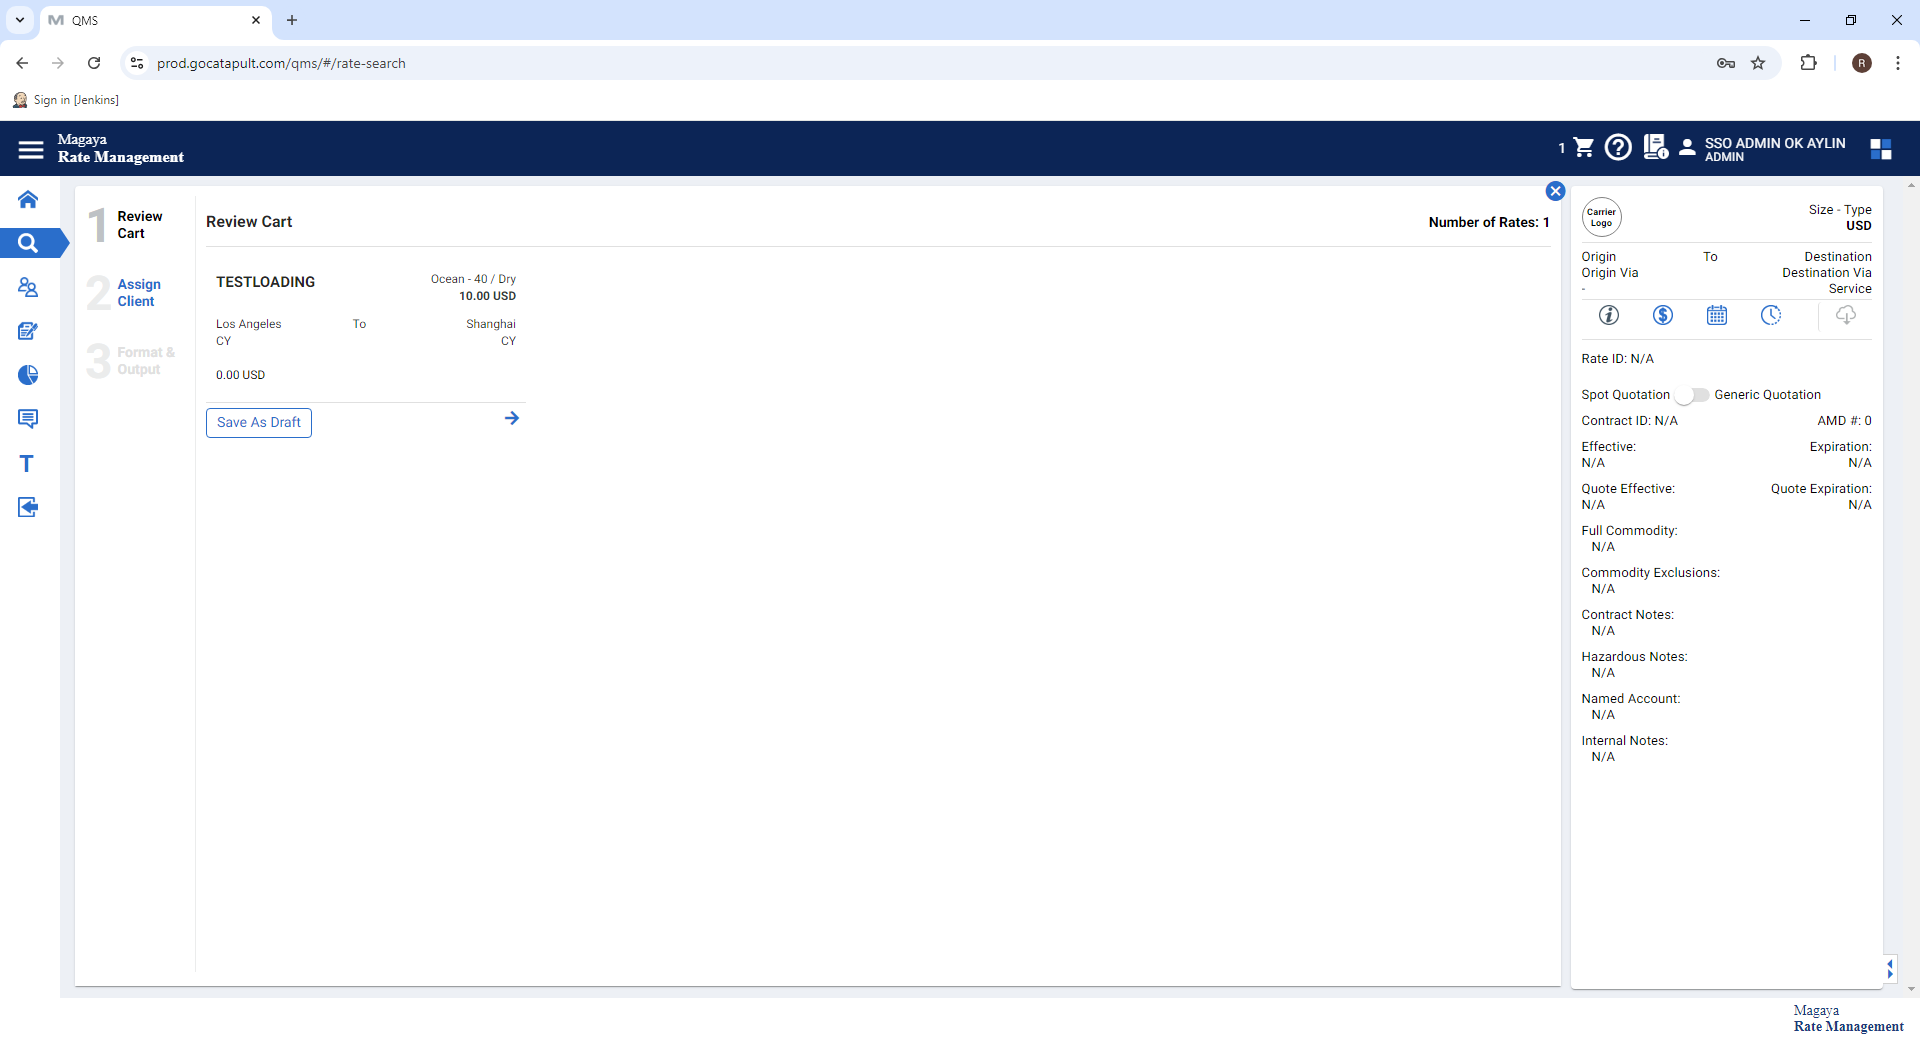 QMS
prod.gocatapult.com/qms/#/rate-search
R
Sign in [Jenkins]
Magaya
Rate Management
1
SSO ADMIN OK AYLIN
ADMIN
1
Review
Cart
2
Assign
Client
3
Format &
Output
Review Cart
Number of Rates: 1
TESTLOADING
Ocean - 40 / Dry
10.00 USD
Los Angeles
To
Shanghai
CY
CY
0.00 USD
Save As Draft
T
Carrier
Logo
Size - Type
USD
Origin
To
Destination
Origin Via
Destination Via
-
Service
Rate ID: N/A
Spot Quotation
Generic Quotation
Contract ID: N/A
AMD #: 0
Effective:
Expiration:
N/A
N/A
Quote Effective:
Quote Expiration:
N/A
N/A
Full Commodity:
N/A
Commodity Exclusions:
N/A
Contract Notes:
N/A
Hazardous Notes:
N/A
Named Account:
N/A
Internal Notes:
N/A
Magaya
Rate Management